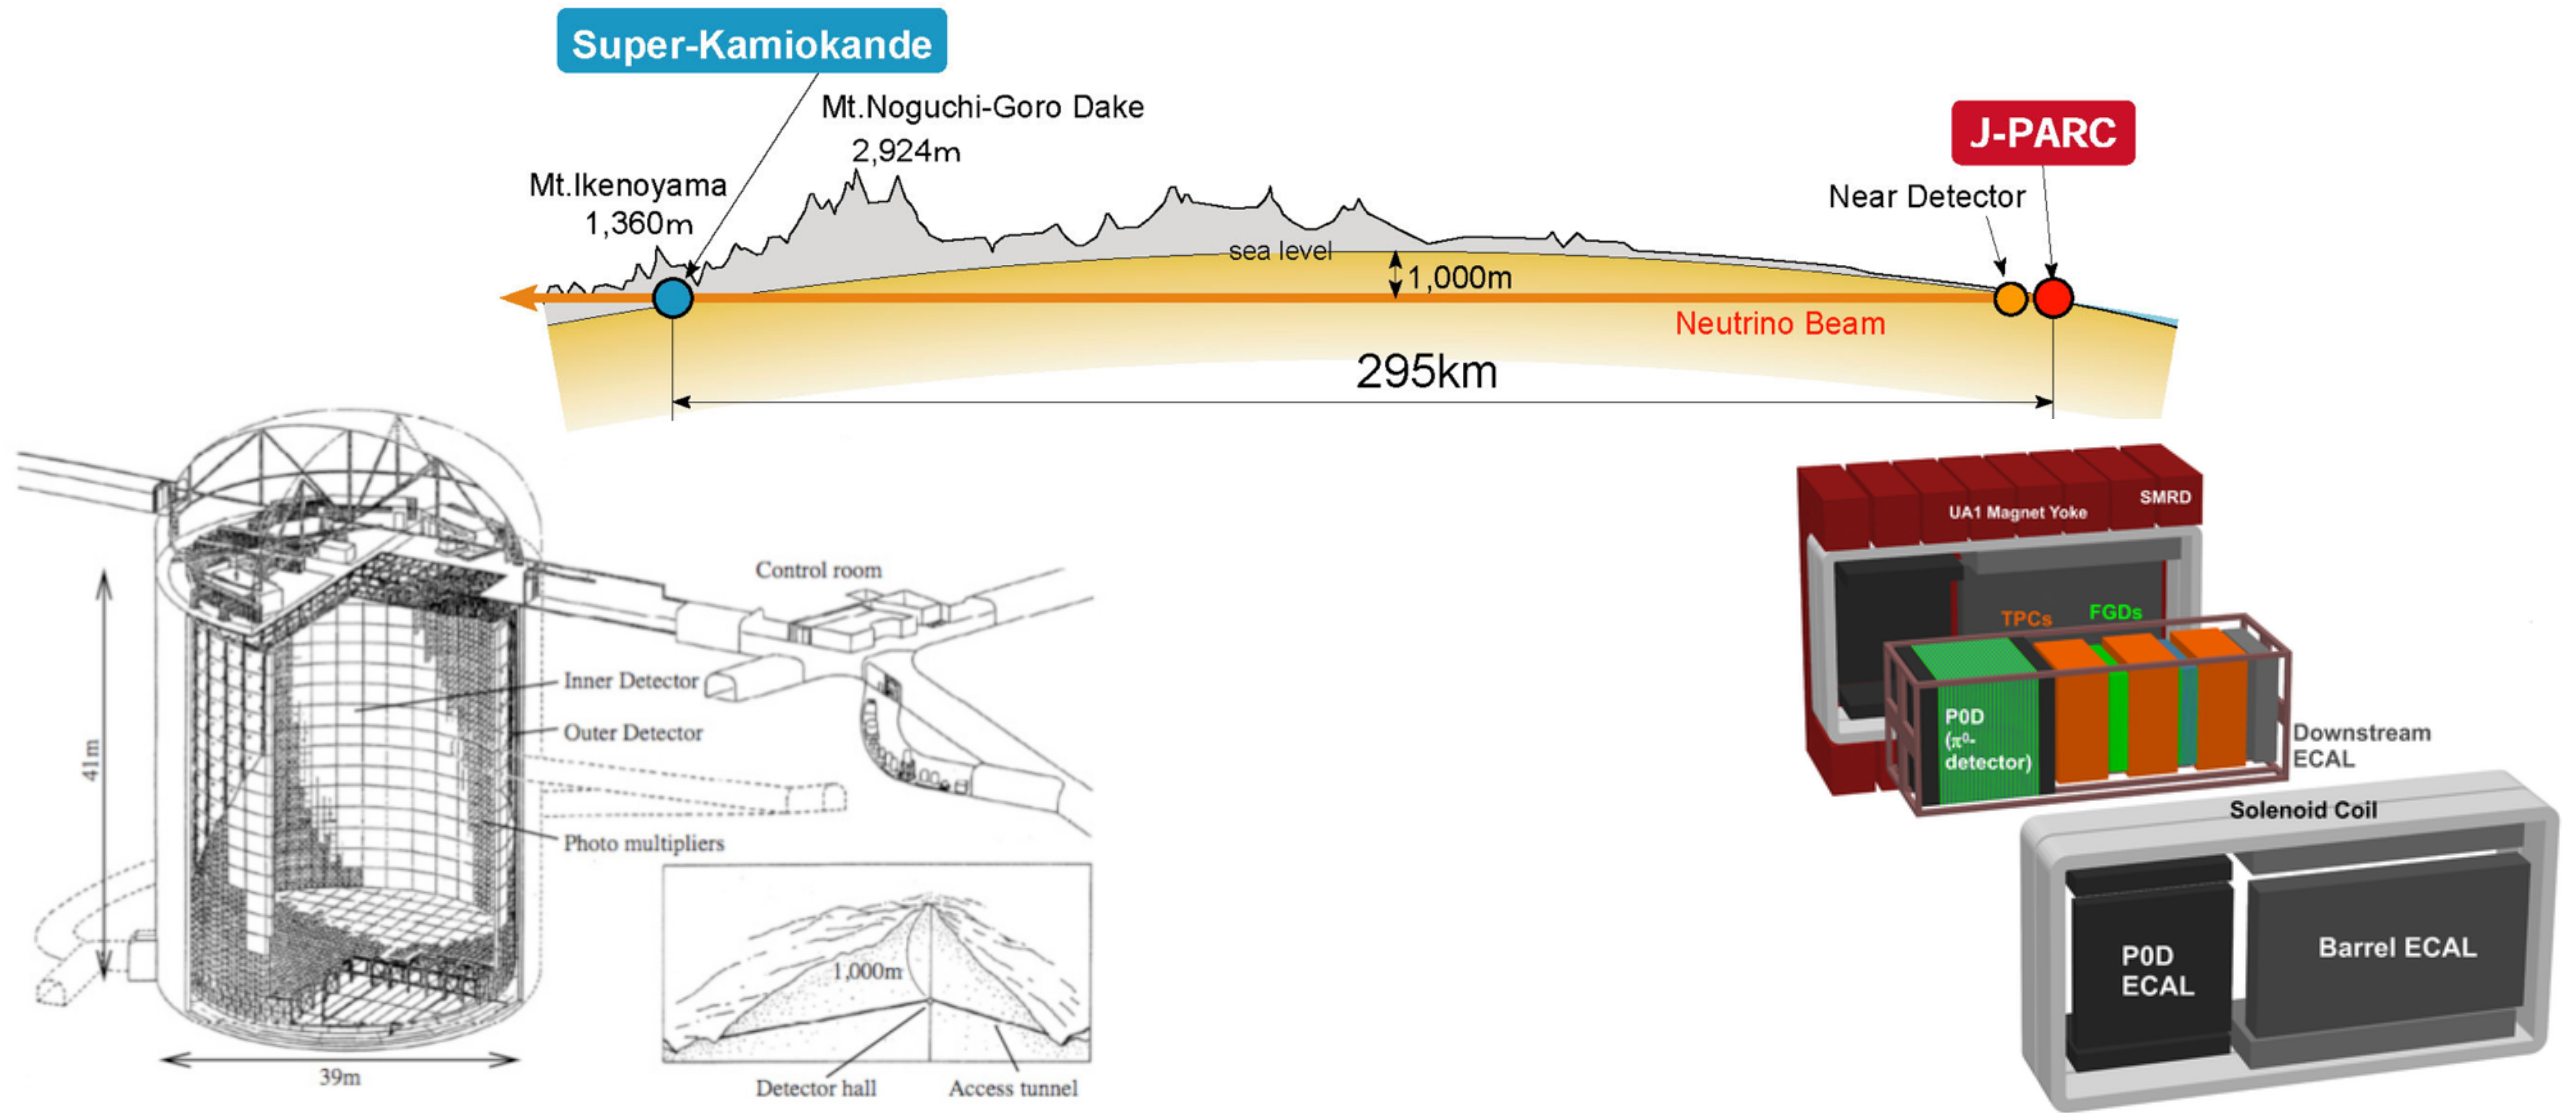 Super-Kamiokande
Mt.Noguchi-Goro Dake
2,924m
Mt.Ikenoyama
1,360m
J-PARC
Near Detector
sea level
1,000m
Neutrino Beam
295km
41m
39m
Control room
Inner Detector
Outer Detector
Photo multipliers
1,000m
Detector hall
Access tunnel
SMRD
UA1 Magnet Yoke
TPCs
FGDs
P0D
(π⁰-
detector)
Downstream
ECAL
Solenoid Coil
P0D
ECAL
Barrel ECAL